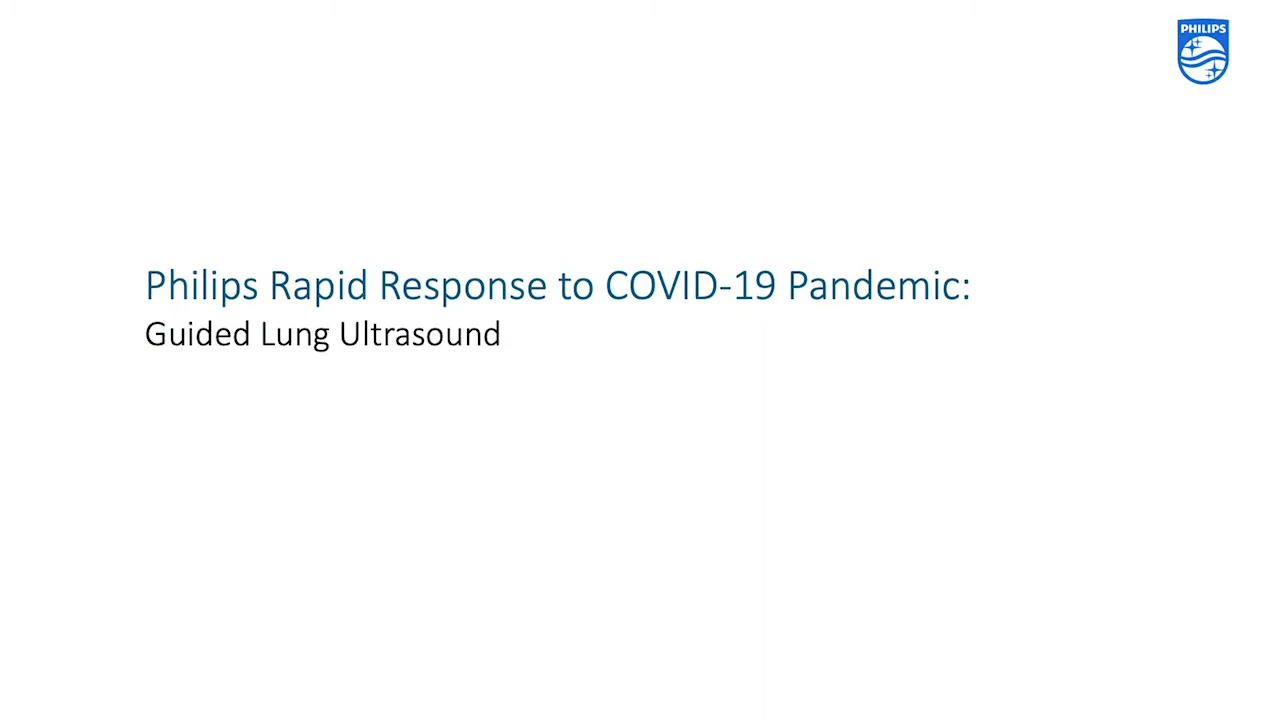 PHILIPS
Philips Rapid Response to COVID-19 Pandemic:
Guided Lung Ultrasound